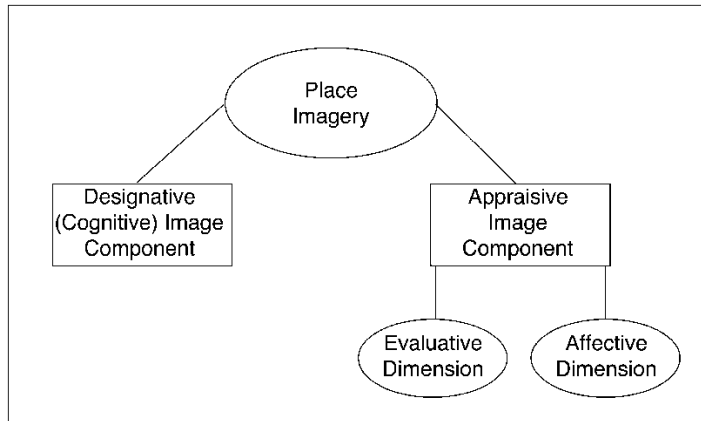 Place
Imagery
Designative
(Cognitive) Image
Component
Appraisive
Image
Component
Evaluative
Dimension
Affective
Dimension